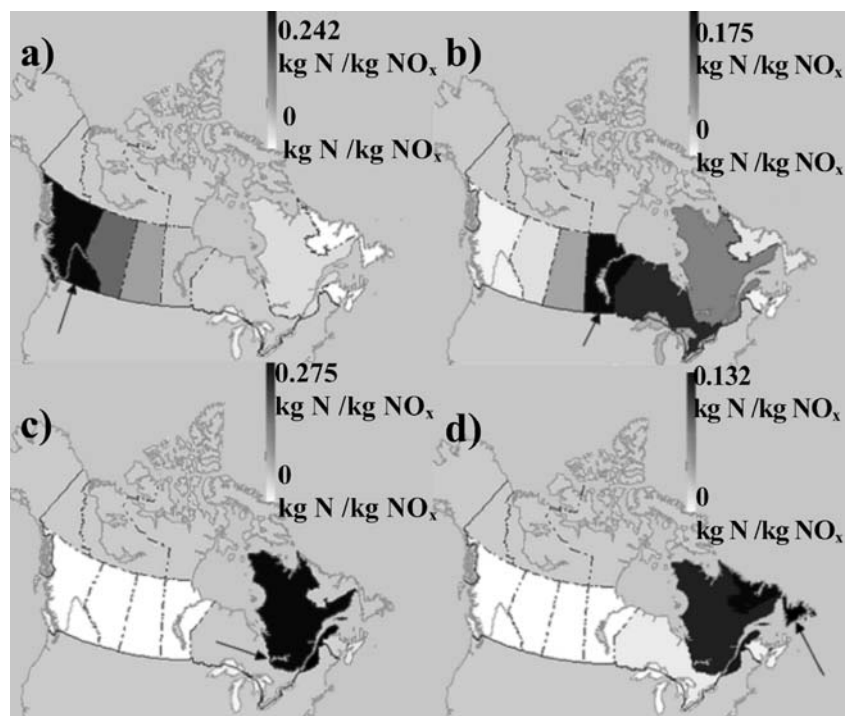 a)
0.242
kg N /kg NOx
0
kg N /kg NOx
b)
0.175
kg N /kg NOx
0
kg N /kg NOx
c)
0.275
kg N /kg NOx
0
kg N /kg NOx
d)
0.132
kg N /kg NOx
0
kg N /kg NOx